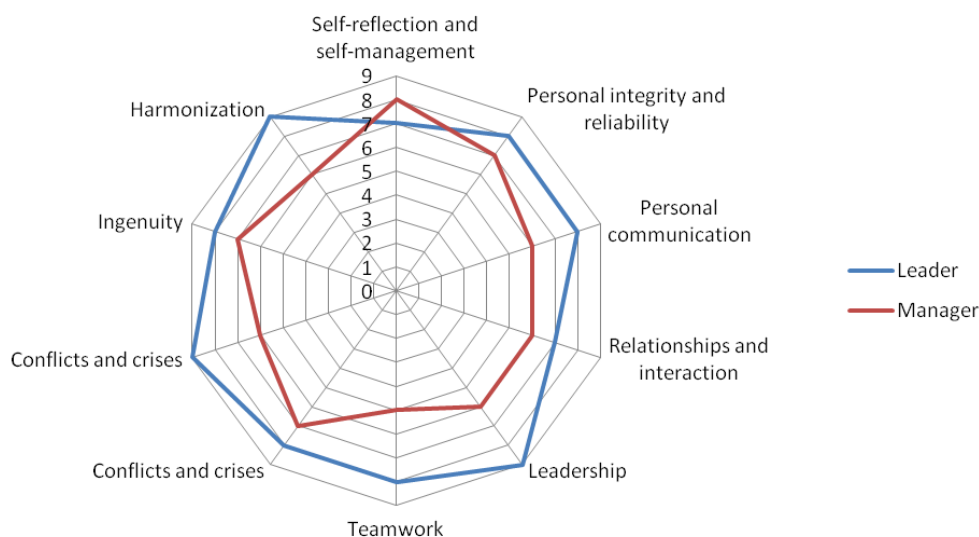 Self-reflection and
self-management
9
8
7
6
5
4
3
2
1
0
Personal integrity and
reliability
Personal
communication
Relationships and
interaction
Leadership
Teamwork
Conflicts and crises
Conflicts and crises
Ingenuity
Harmonization
Leader
Manager